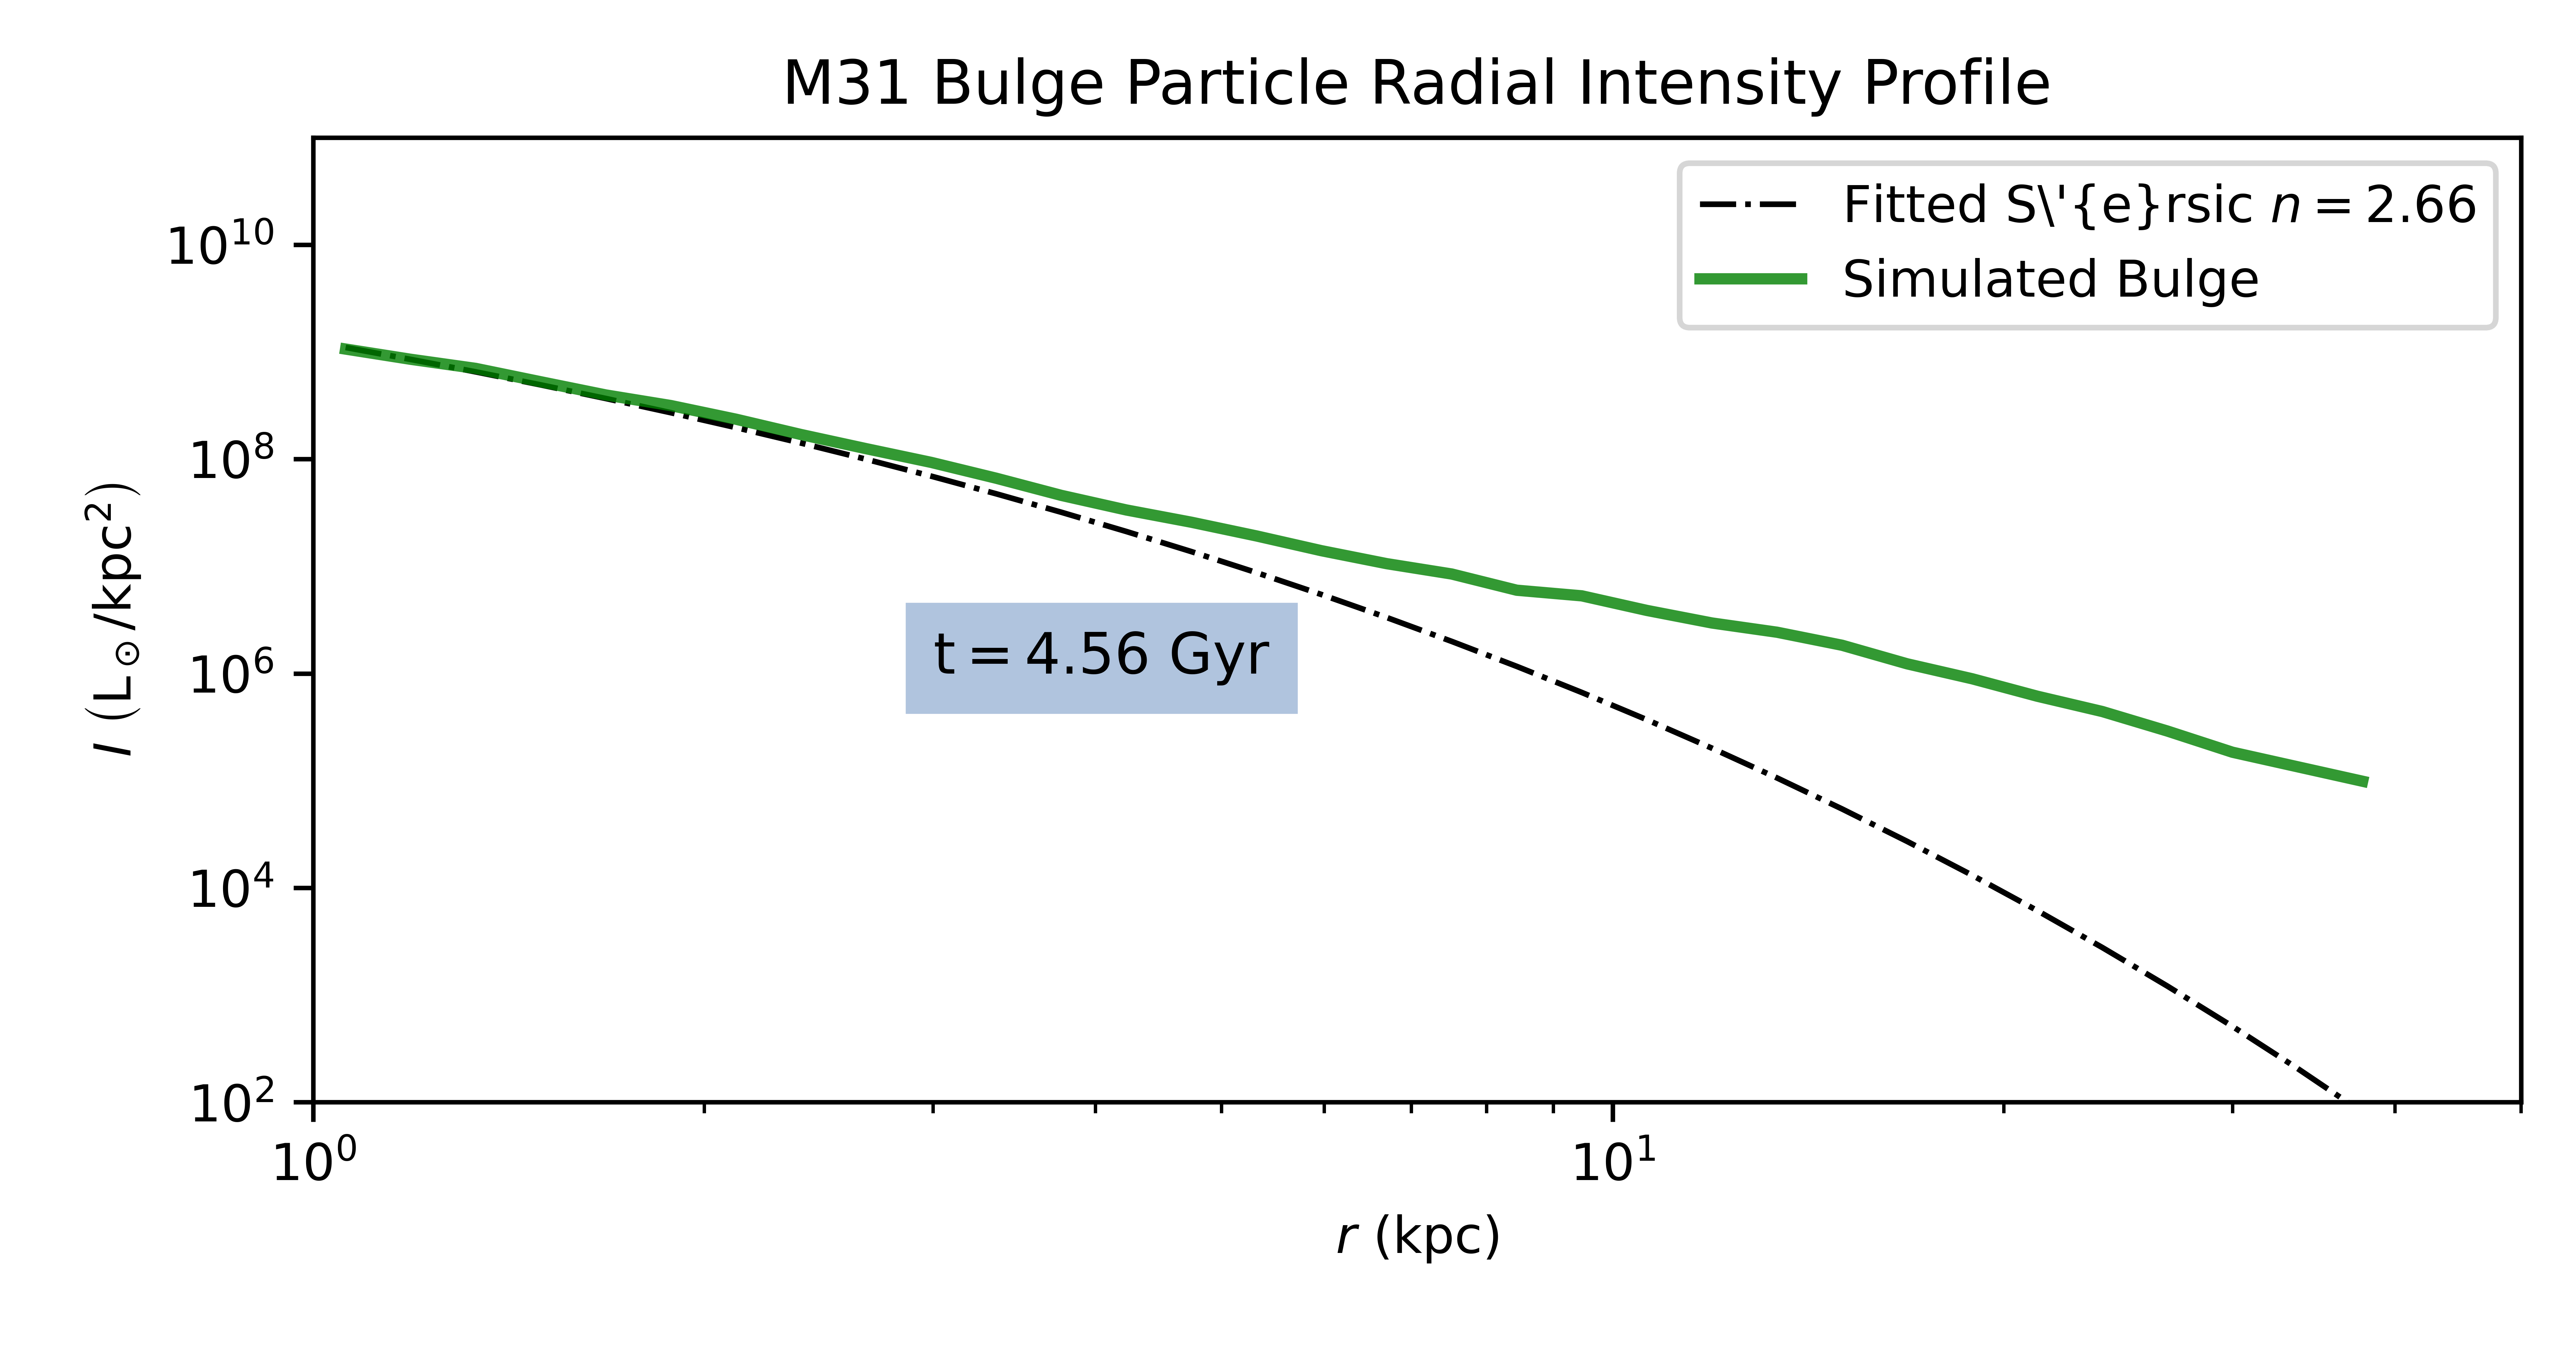 M31 Bulge Particle Radial Intensity Profile
Fitted S\'{e}rsic n = 2.66
Simulated Bulge
10¹⁰
10⁸
10⁶
10⁴
10²
I (L⊙/kpc²)
t = 4.56 Gyr
10⁰ 10¹
r (kpc)